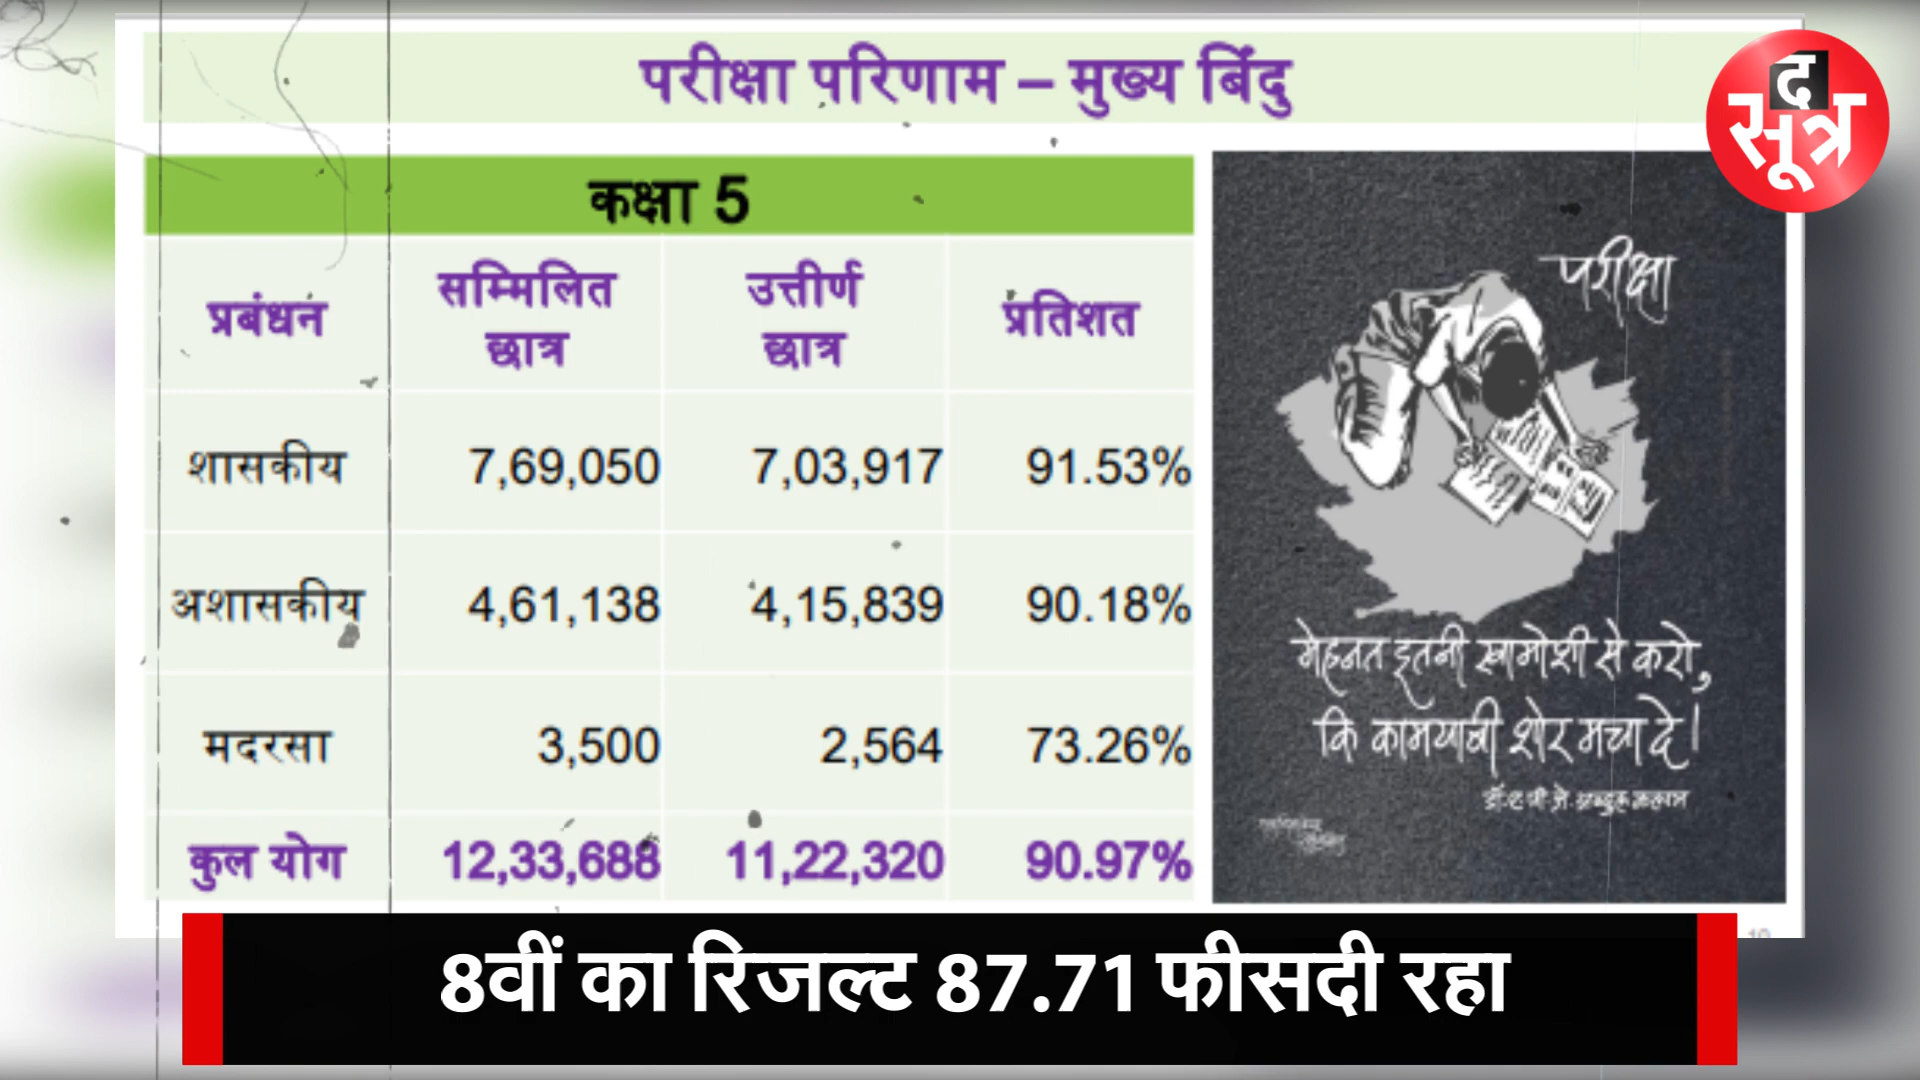 परीक्षा परिणाम – मुख्य बिंदु
द
सूत्र
कक्षा 5
प्रबंधन सम्मिलित छात्र उत्तीर्ण छात्र प्रतिशत
शासकीय 7,69,050 7,03,917 91.53%
अशासकीय 4,61,138 4,15,839 90.18%
मदरसा 3,500 2,564 73.26%
कुल योग 12,33,688 11,22,320 90.97%
परीक्षा
मेहनत इतनी खामोशी से करो,
कि कामयाबी शोर मचा दे।
डॉ. ए. पी. जे. अब्दुल कलाम
8वीं का रिजल्ट 87.71 फीसदी रहा